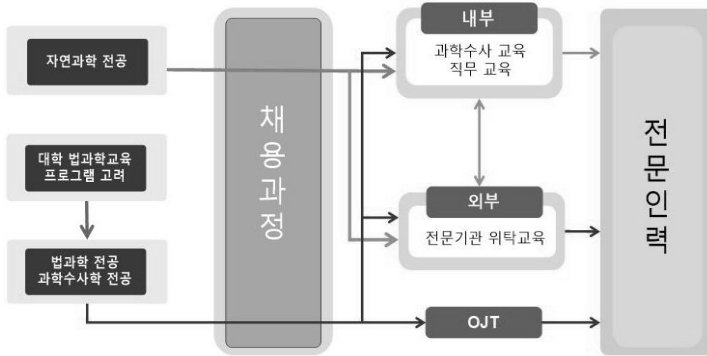 자연과학 전공
대학 법과학교육
프로그램 고려
법과학 전공
과학수사학 전공
채용과정
내부
과학수사 교육
직무 교육
외부
전문기관 위탁교육
OJT
전문인력